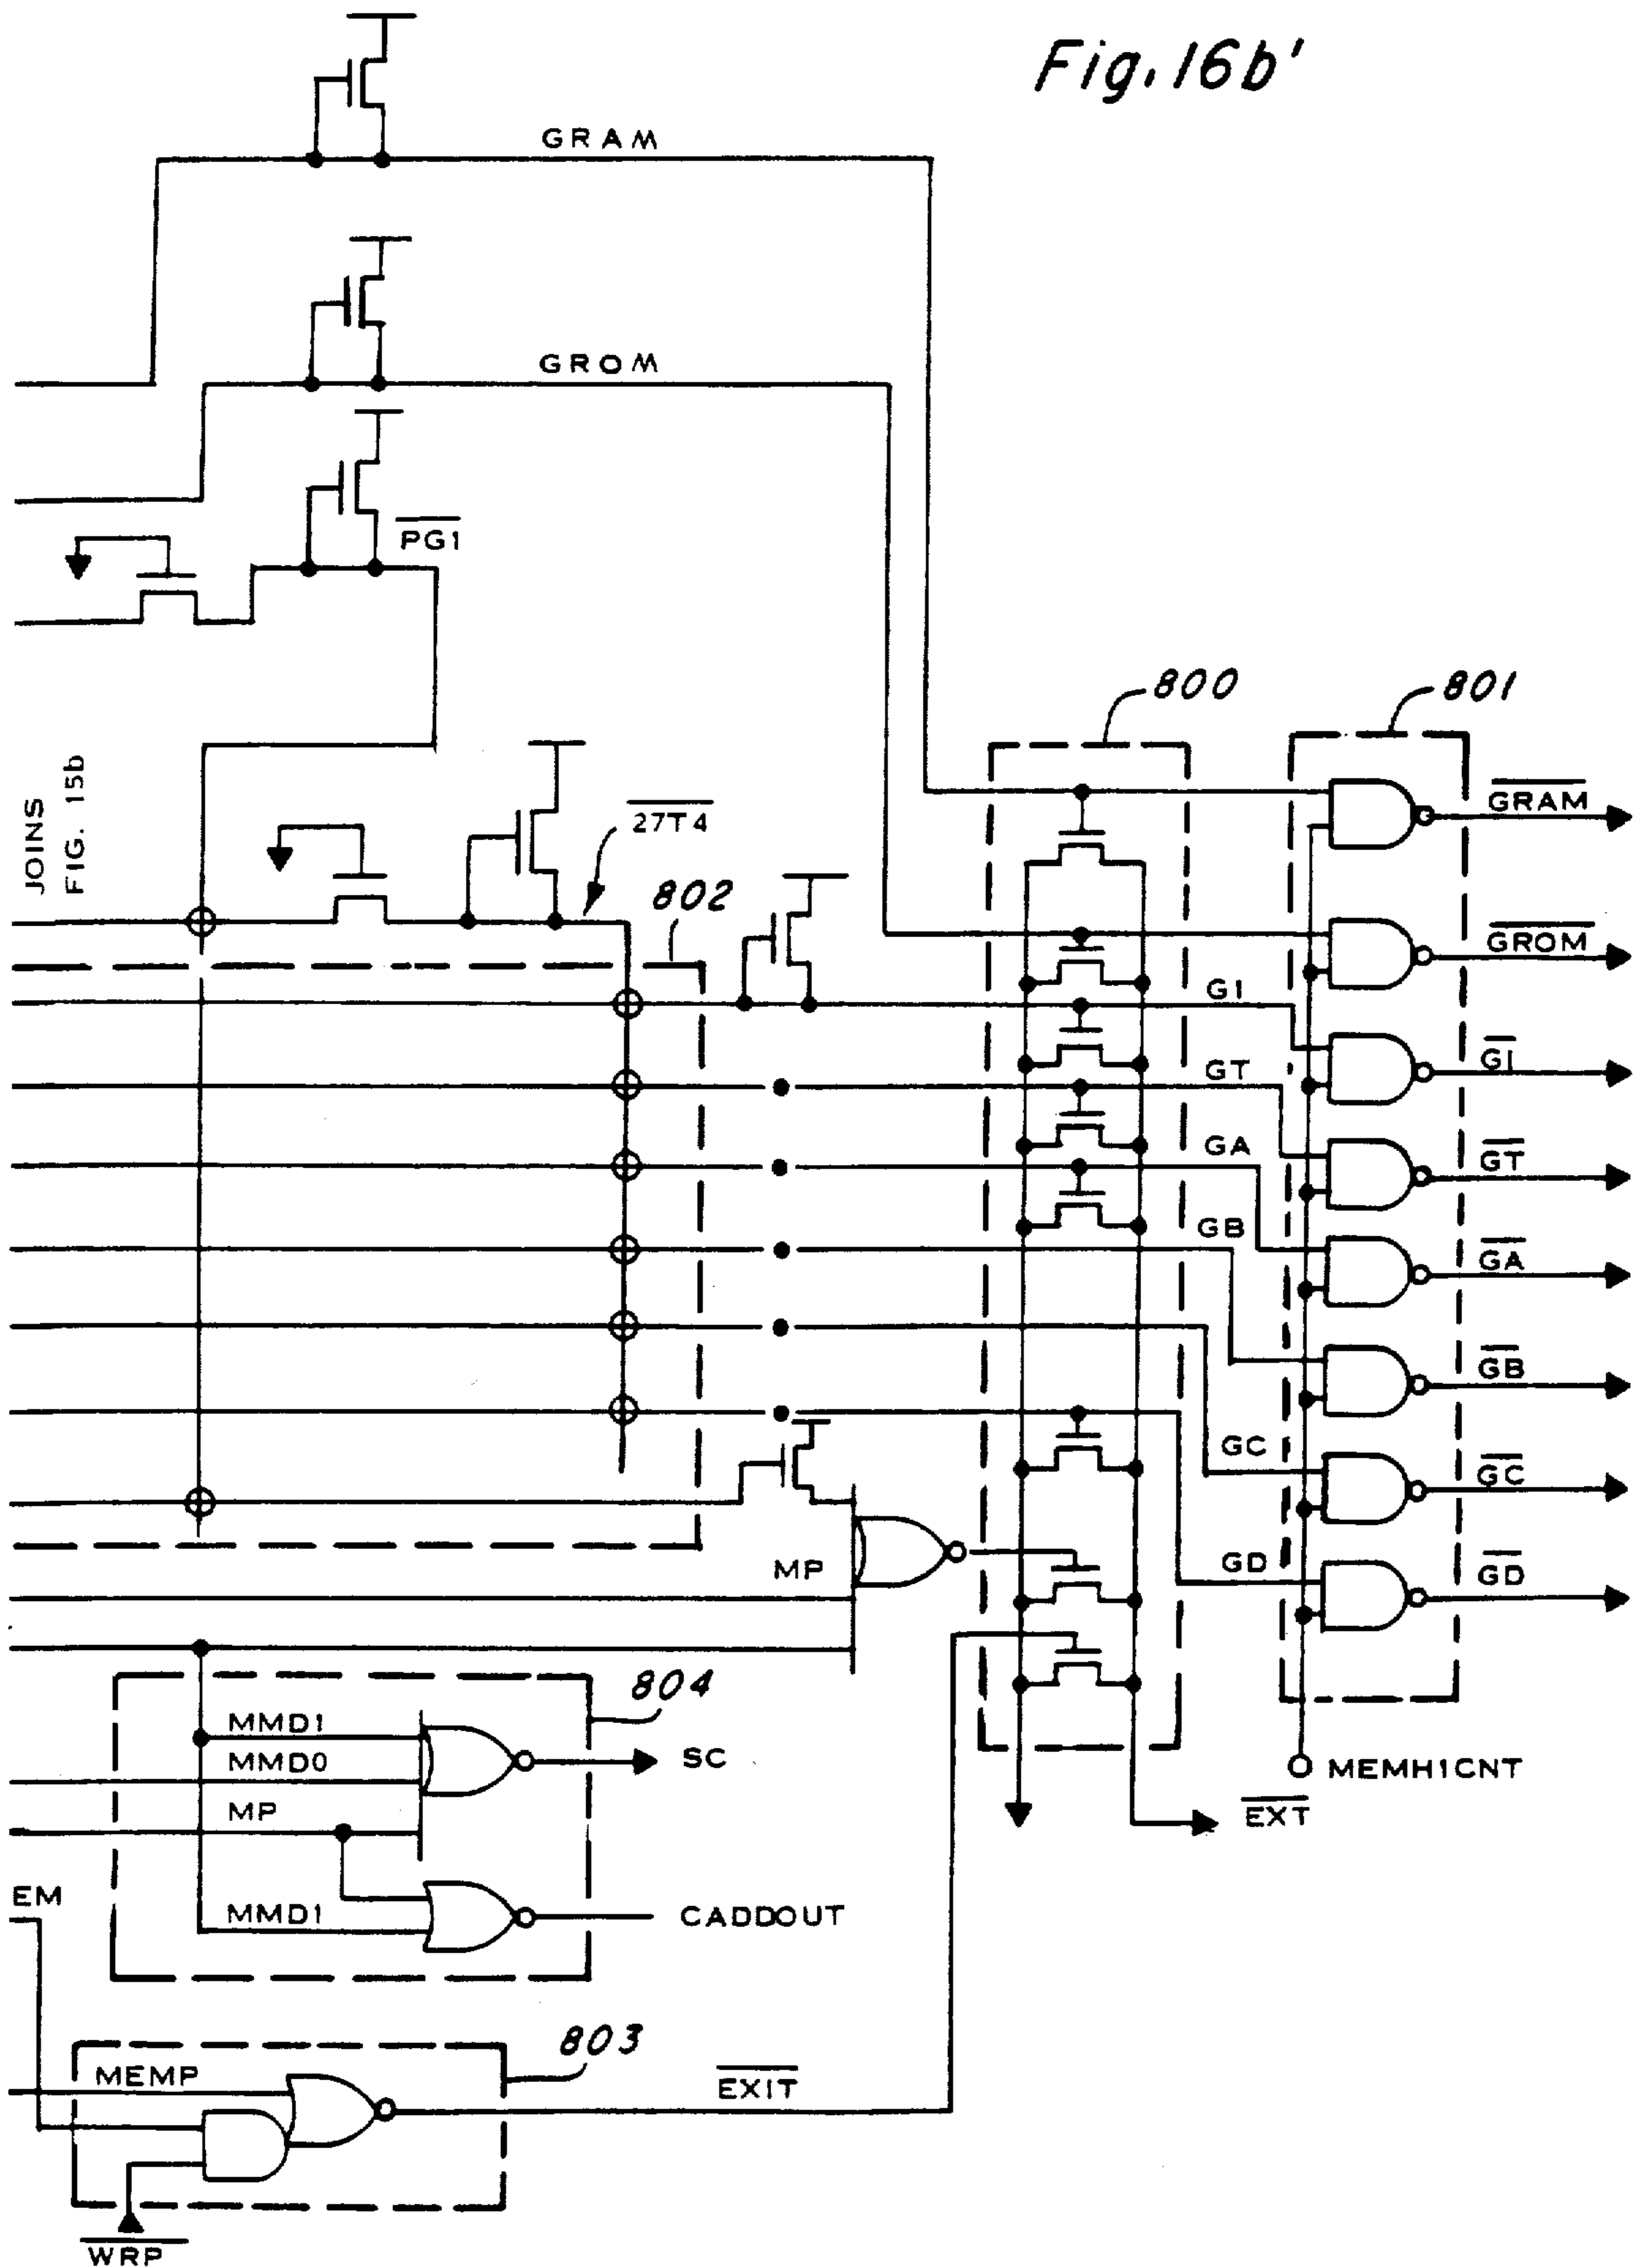 Fig. 16b'
GRAM
GROM
PG1
800
801
JOINS
FIG. 15b
27T4
802
GRAM
GROM
GI
GI
GT
GT
GA
GA
GB
GB
GC
GC
MP
GD
GD
804
MMD1
MMD0
SC
MP
MEMH1CNT
EXT
EM
MMD1
CADDOUT
803
MEMP
EXIT
WRP